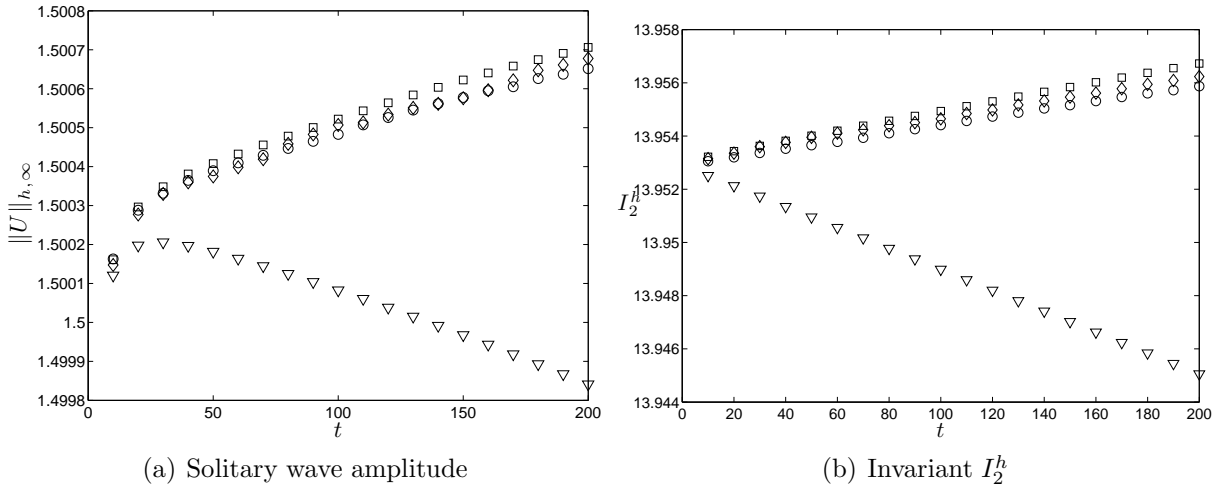 1.5008
1.5007
1.5006
1.5005
1.5004
1.5003
1.5002
1.5001
1.5
1.4999
1.4998
‖U‖h,∞
0 50 100 150 200
t
(a) Solitary wave amplitude
13.958
13.956
13.954
13.952
13.95
13.948
13.946
13.944
I₂ʰ
0 20 40 60 80 100 120 140 160 180 200
t
(b) Invariant I₂ʰ